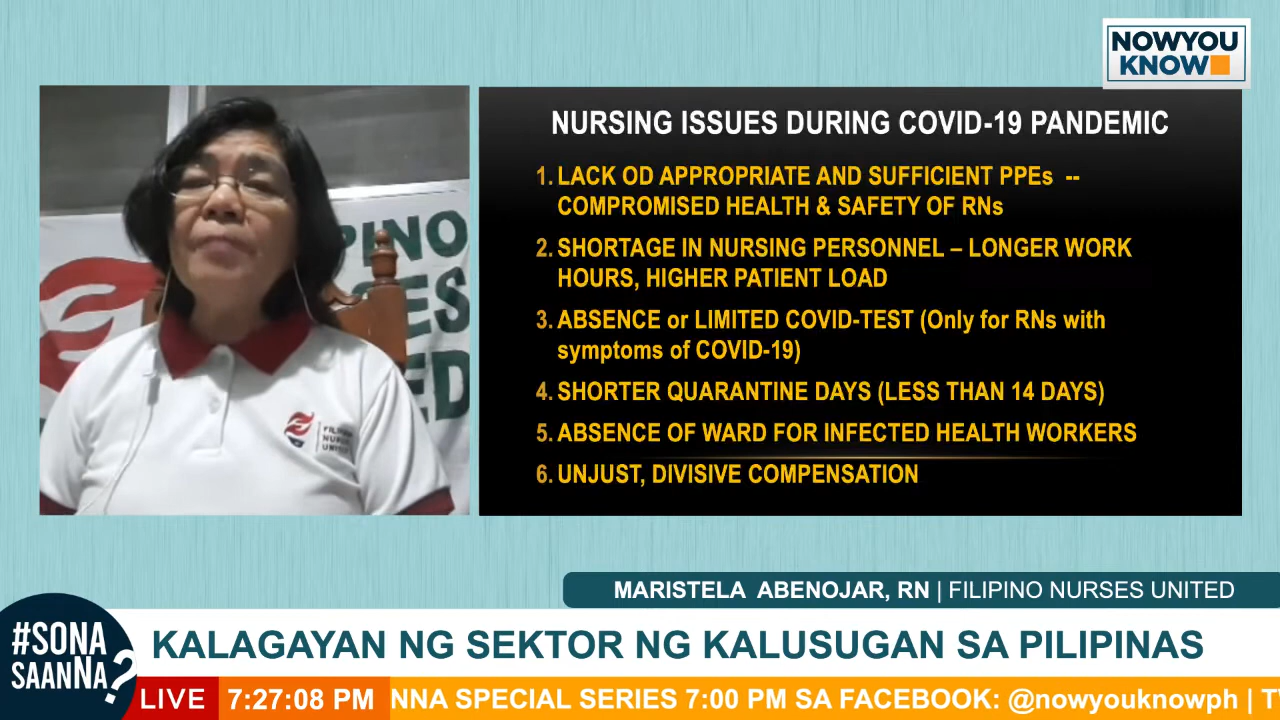 NOWYOU
KNOW
NURSING ISSUES DURING COVID-19 PANDEMIC
1. LACK OD APPROPRIATE AND SUFFICIENT PPEs --
COMPROMISED HEALTH & SAFETY OF RNs
2. SHORTAGE IN NURSING PERSONNEL – LONGER WORK
HOURS, HIGHER PATIENT LOAD
3. ABSENCE or LIMITED COVID-TEST (Only for RNs with
symptoms of COVID-19)
4. SHORTER QUARANTINE DAYS (LESS THAN 14 DAYS)
5. ABSENCE OF WARD FOR INFECTED HEALTH WORKERS
6. UNJUST, DIVISIVE COMPENSATION
PINO
ES
ED
MARISTELA ABENOJAR, RN | FILIPINO NURSES UNITED
#SONA
SAANNA?
KALAGAYAN NG SEKTOR NG KALUSUGAN SA PILIPINAS
LIVE 7:27:08 PM NNA SPECIAL SERIES 7:00 PM SA FACEBOOK: @nowyouknowph | T